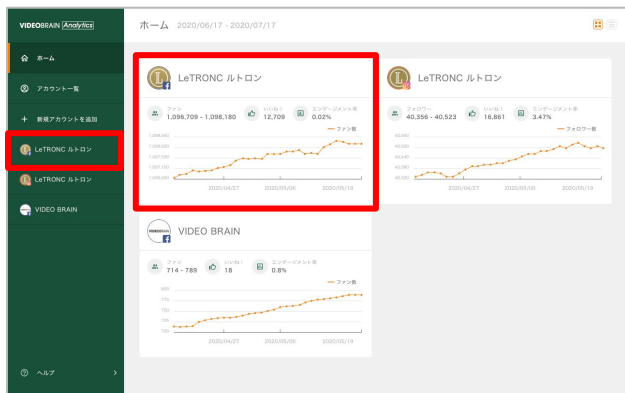 VIDEOBRAIN Analytics
ホーム 2020/06/17 - 2020/07/17
ホーム
アカウント一覧
新規アカウントを追加
LeTRONC ルトロン
LeTRONC ルトロン
VIDEO BRAIN
ヘルプ
LeTRONC ルトロン
ファン
1,096,709 - 1,098,180
いいね!
12,709
エンゲージメント率
0.02%
ファン数
2020/04/27 2020/05/08 2020/05/19
LeTRONC ルトロン
フォロワー
40,356 - 40,523
いいね!
16,861
エンゲージメント率
3.47%
フォロワー数
2020/04/27 2020/05/08 2020/05/19
VIDEO BRAIN
ファン
714 - 789
いいね!
18
エンゲージメント率
0.8%
ファン数
2020/04/27 2020/05/08 2020/05/19